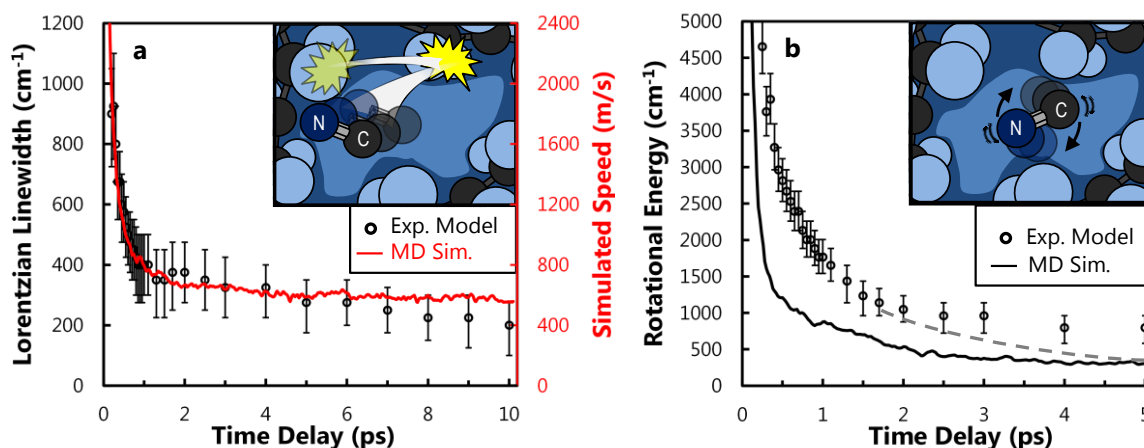 a
Lorentzian Linewidth (cm⁻¹)
1200
1000
800
600
400
200
0
0 2 4 6 8 10
Time Delay (ps)
2400
2000
1600
1200
800
400
0
Simulated Speed (m/s)
N C
Exp. Model
MD Sim.
b
Rotational Energy (cm⁻¹)
5000
4500
4000
3500
3000
2500
2000
1500
1000
500
0
0 1 2 3 4 5
Time Delay (ps)
C
N
Exp. Model
MD Sim.